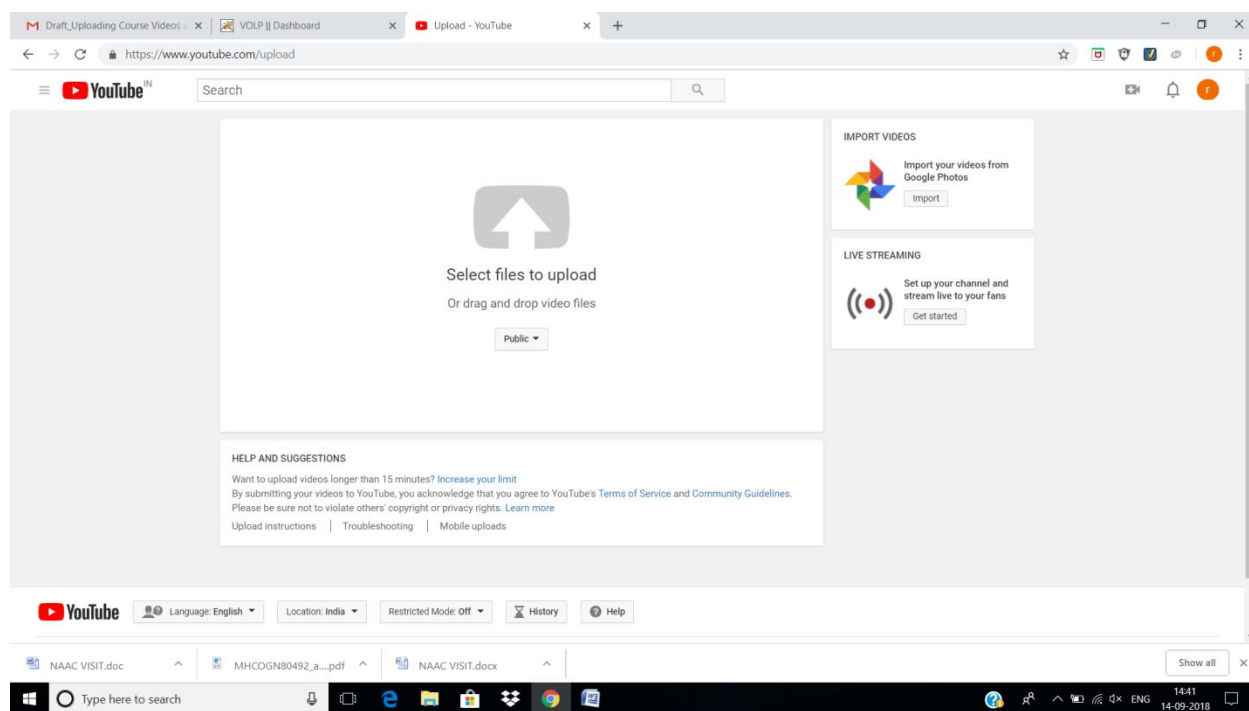 Draft_Uploading Course Videos
VOLP || Dashboard
Upload - YouTube
https://www.youtube.com/upload
YouTube IN
Search
r
Select files to upload
Or drag and drop video files
Public
IMPORT VIDEOS
Import your videos from
Google Photos
Import
LIVE STREAMING
Set up your channel and
stream live to your fans
Get started
HELP AND SUGGESTIONS
Want to upload videos longer than 15 minutes? Increase your limit
By submitting your videos to YouTube, you acknowledge that you agree to YouTube's Terms of Service and Community Guidelines.
Please be sure not to violate others' copyright or privacy rights. Learn more
Upload instructions | Troubleshooting | Mobile uploads
YouTube
Language: English
Location: India
Restricted Mode: Off
History
Help
NAAC VISIT.doc
MHCOGN80492_a....pdf
NAAC VISIT.docx
Show all
Type here to search
ENG
14:41
14-09-2018